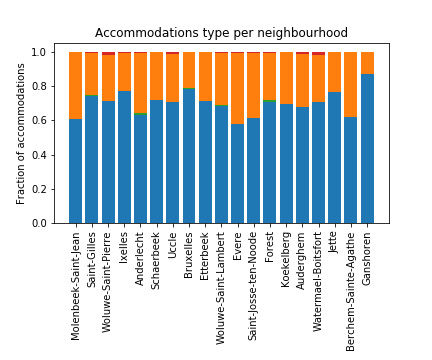 Accommodations type per neighbourhood
Fraction of accommodations
1.0
0.8
0.6
0.4
0.2
0.0
Molenbeek-Saint-Jean
Saint-Gilles
Woluwe-Saint-Pierre
Ixelles
Anderlecht
Schaerbeek
Uccle
Bruxelles
Etterbeek
Woluwe-Saint-Lambert
Evere
Saint-Josse-ten-Noode
Forest
Koekelberg
Auderghem
Watermael-Boitsfort
Jette
Berchem-Sainte-Agathe
Ganshoren